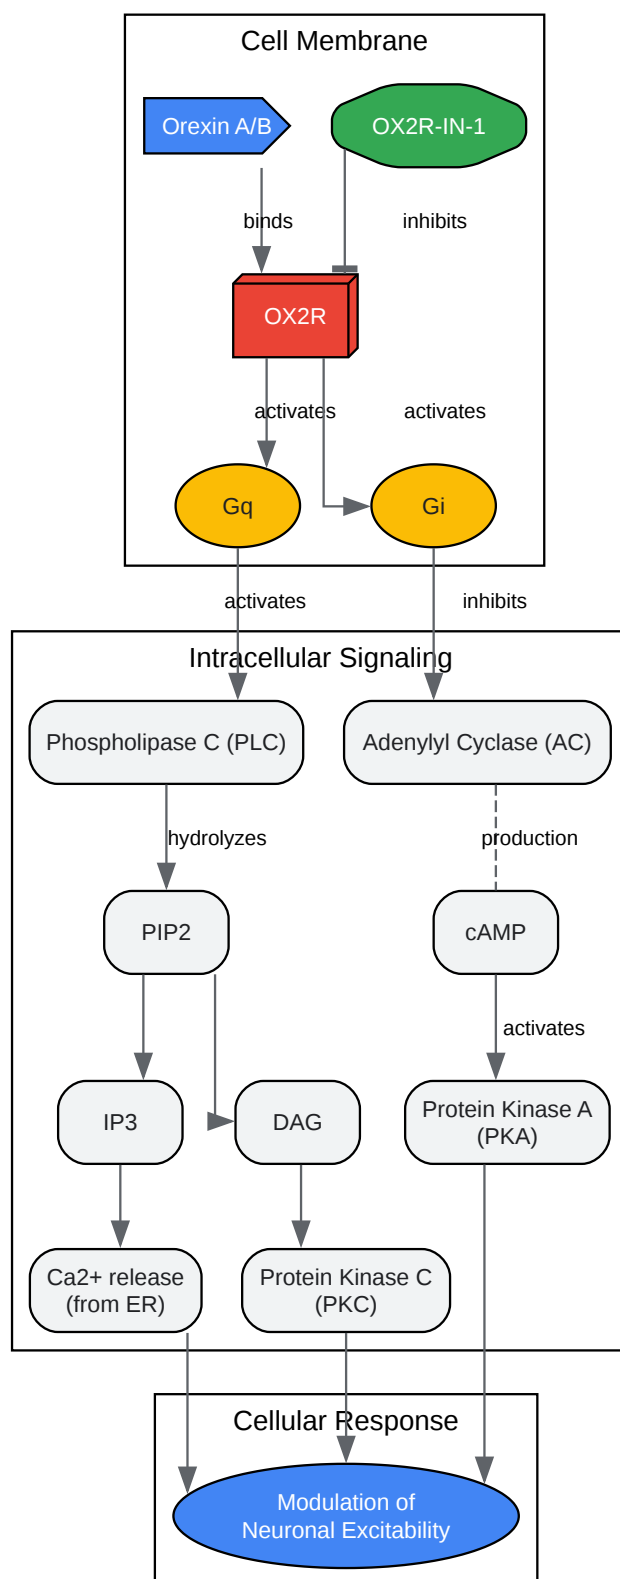 Cell Membrane
Orexin A/B
OX2R-IN-1
binds
inhibits
OX2R
activates
activates
Gq
Gi
activates
inhibits
Intracellular Signaling
Phospholipase C (PLC)
Adenylyl Cyclase (AC)
hydrolyzes
production
PIP2
cAMP
activates
IP3
DAG
Protein Kinase A
(PKA)
Ca2+ release
(from ER)
Protein Kinase C
(PKC)
Cellular Response
Modulation of
Neuronal Excitability